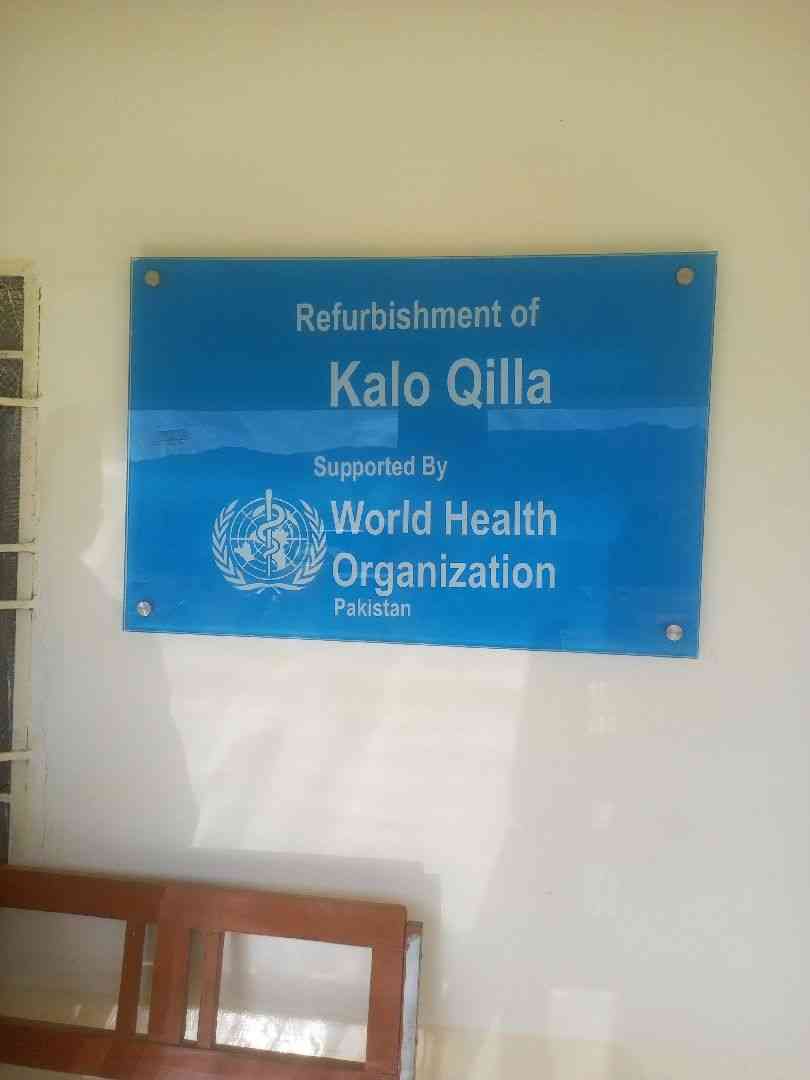 Refurbishment of
Kalo Qilla
Supported By
World Health
Organization
Pakistan